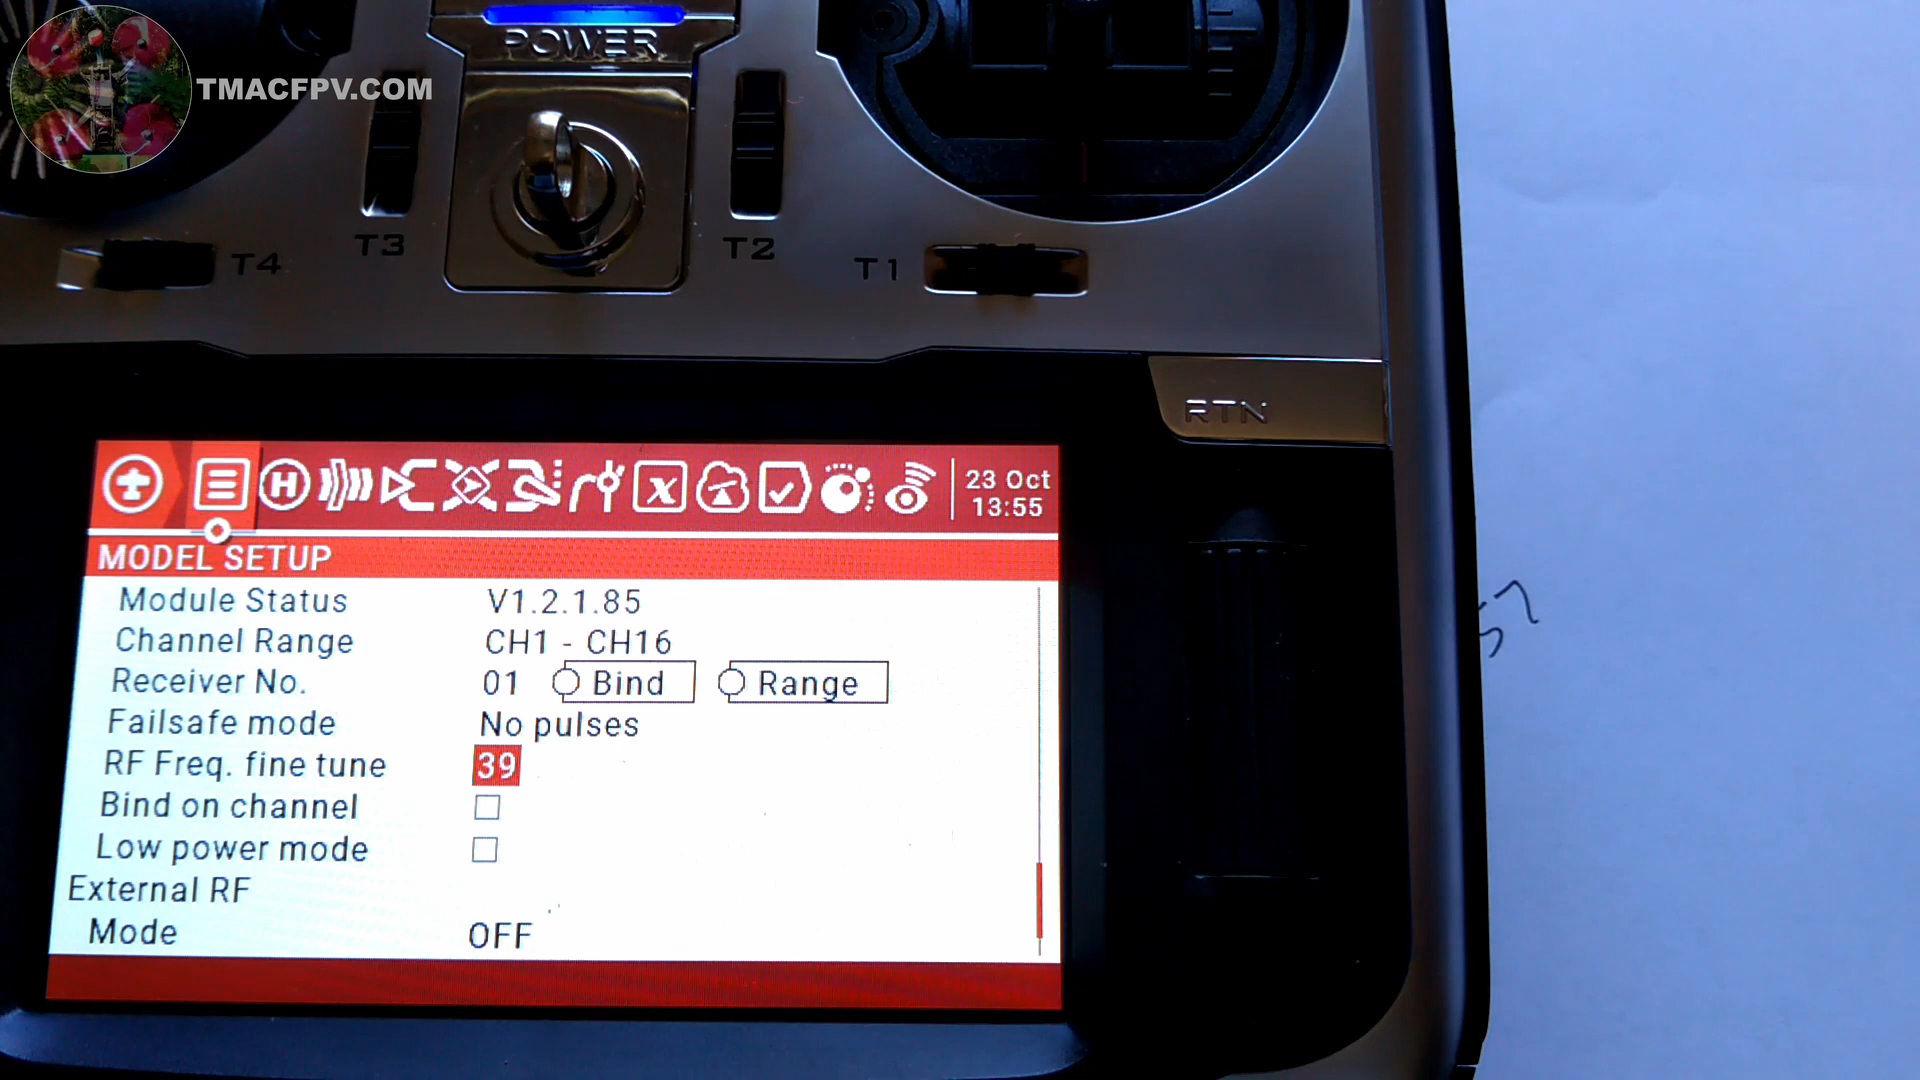 TMACFPV.COM
POWER
T4
T3
T2
T1
RTN
23 Oct
13:55
MODEL SETUP
Module Status V1.2.1.85
Channel Range CH1 - CH16
Receiver No. 01 Bind Range
Failsafe mode No pulses
RF Freq. fine tune 39
Bind on channel
Low power mode
External RF
Mode OFF
57